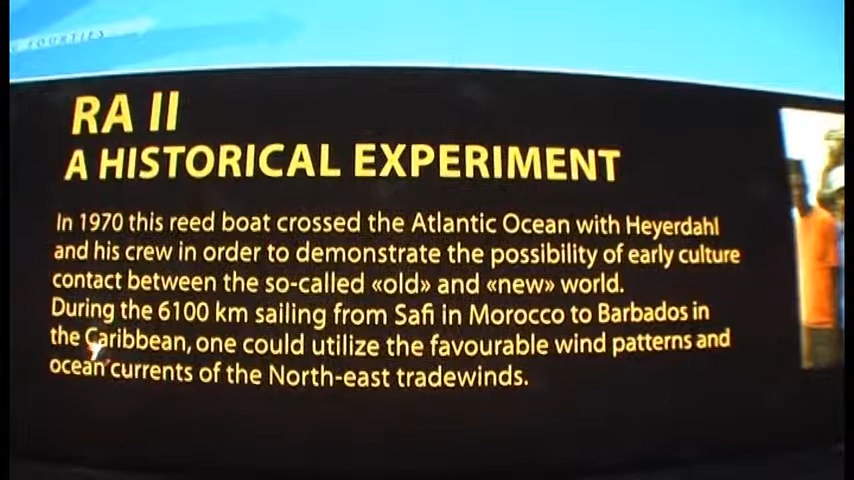 FOURTIES
RA II
A HISTORICAL EXPERIMENT
In 1970 this reed boat crossed the Atlantic Ocean with Heyerdahl
and his crew in order to demonstrate the possibility of early culture
contact between the so-called «old» and «new» world.
During the 6100 km sailing from Safi in Morocco to Barbados in
the Caribbean, one could utilize the favourable wind patterns and
ocean currents of the North-east tradewinds.